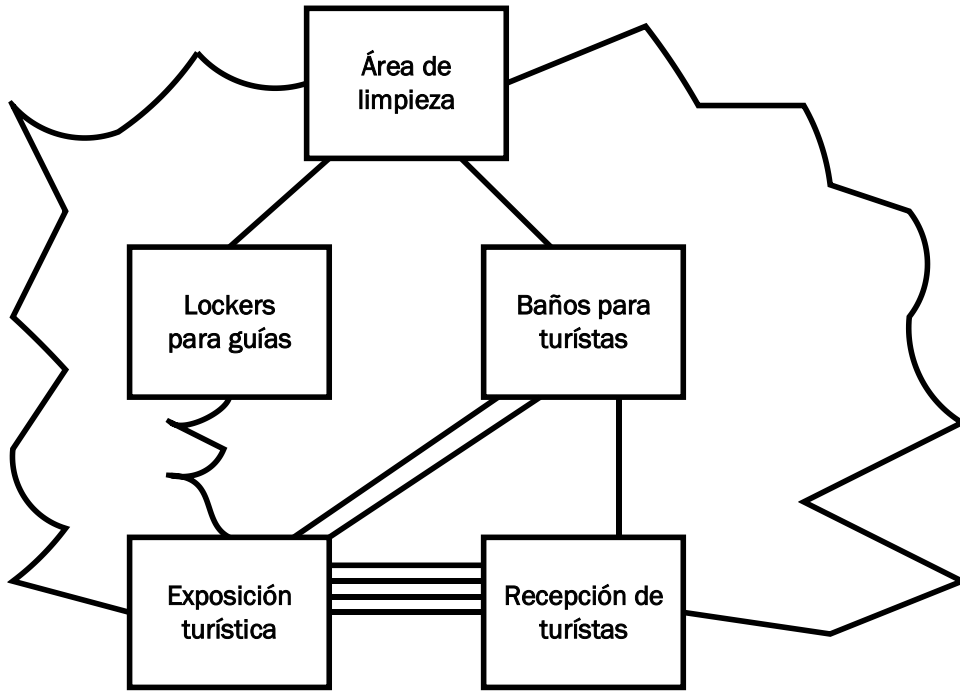 Área de
limpieza
Lockers
para guías
Baños para
turístas
Exposición
turística
Recepción de
turístas